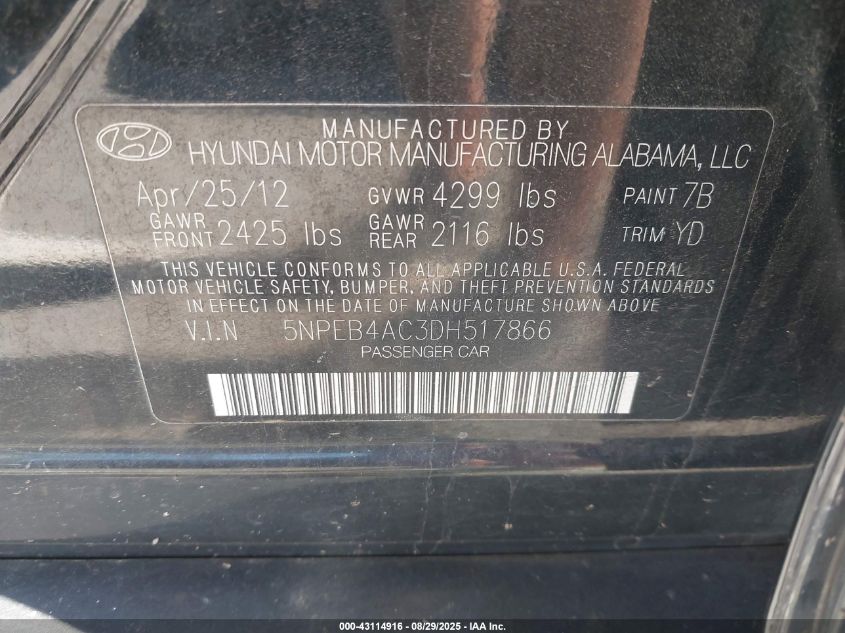 MANUFACTURED BY
HYUNDAI MOTOR MANUFACTURING ALABAMA, LLC
Apr/25/12 GVWR 4299 lbs PAINT 7B
GAWR FRONT 2425 lbs GAWR REAR 2116 lbs TRIM YD
THIS VEHICLE CONFORMS TO ALL APPLICABLE U.S.A. FEDERAL
MOTOR VEHICLE SAFETY, BUMPER, AND THEFT PREVENTION STANDARDS
IN EFFECT ON THE DATE OF MANUFACTURE SHOWN ABOVE
V.I.N 5NPEB4AC3DH517866
PASSENGER CAR
000-43114916 - 08/29/2025 - IAA Inc.